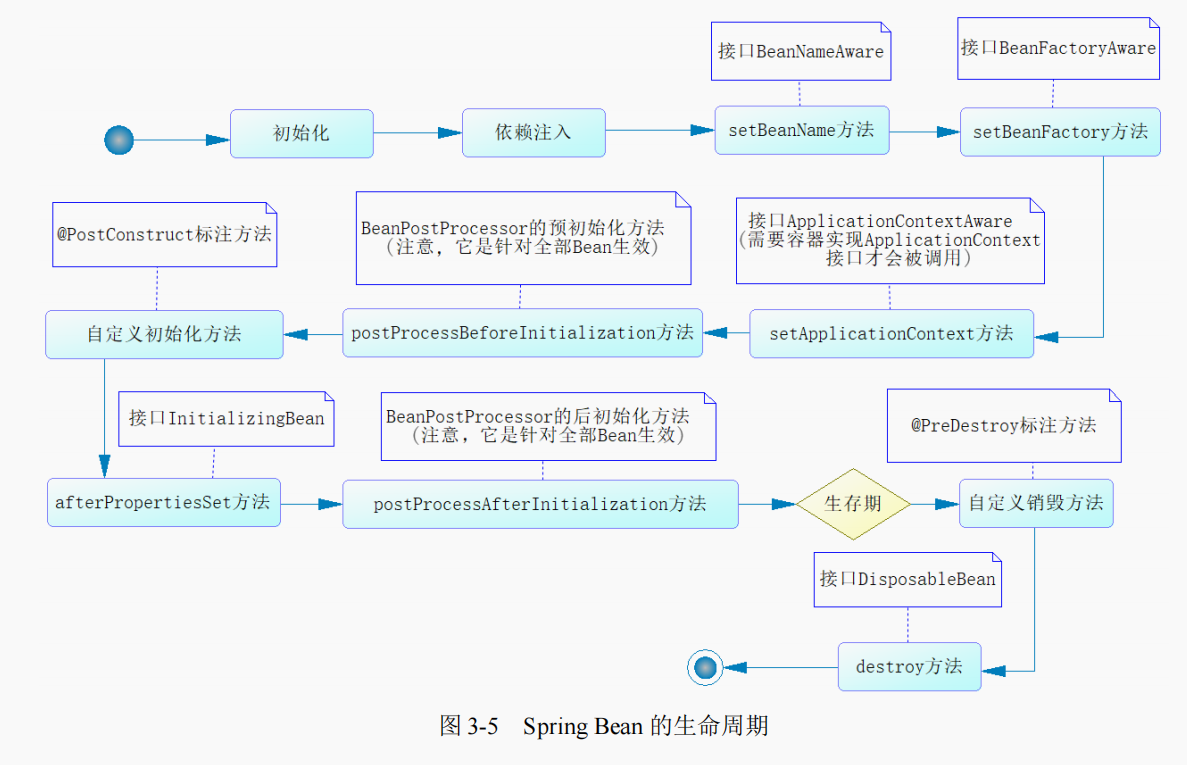 接口BeanNameAware
接口BeanFactoryAware
初始化
依赖注入
setBeanName方法
setBeanFactory方法
@PostConstruct标注方法
BeanPostProcessor的预初始化方法
（注意，它是针对全部Bean生效）
接口ApplicationContextAware
（需要容器实现ApplicationContext
接口才会被调用）
自定义初始化方法
postProcessBeforeInitialization方法
setApplicationContext方法
接口InitializingBean
BeanPostProcessor的后初始化方法
（注意，它是针对全部Bean生效）
@PreDestroy标注方法
afterPropertiesSet方法
postProcessAfterInitialization方法
生存期
自定义销毁方法
接口DisposableBean
destroy方法
图 3-5 Spring Bean 的生命周期